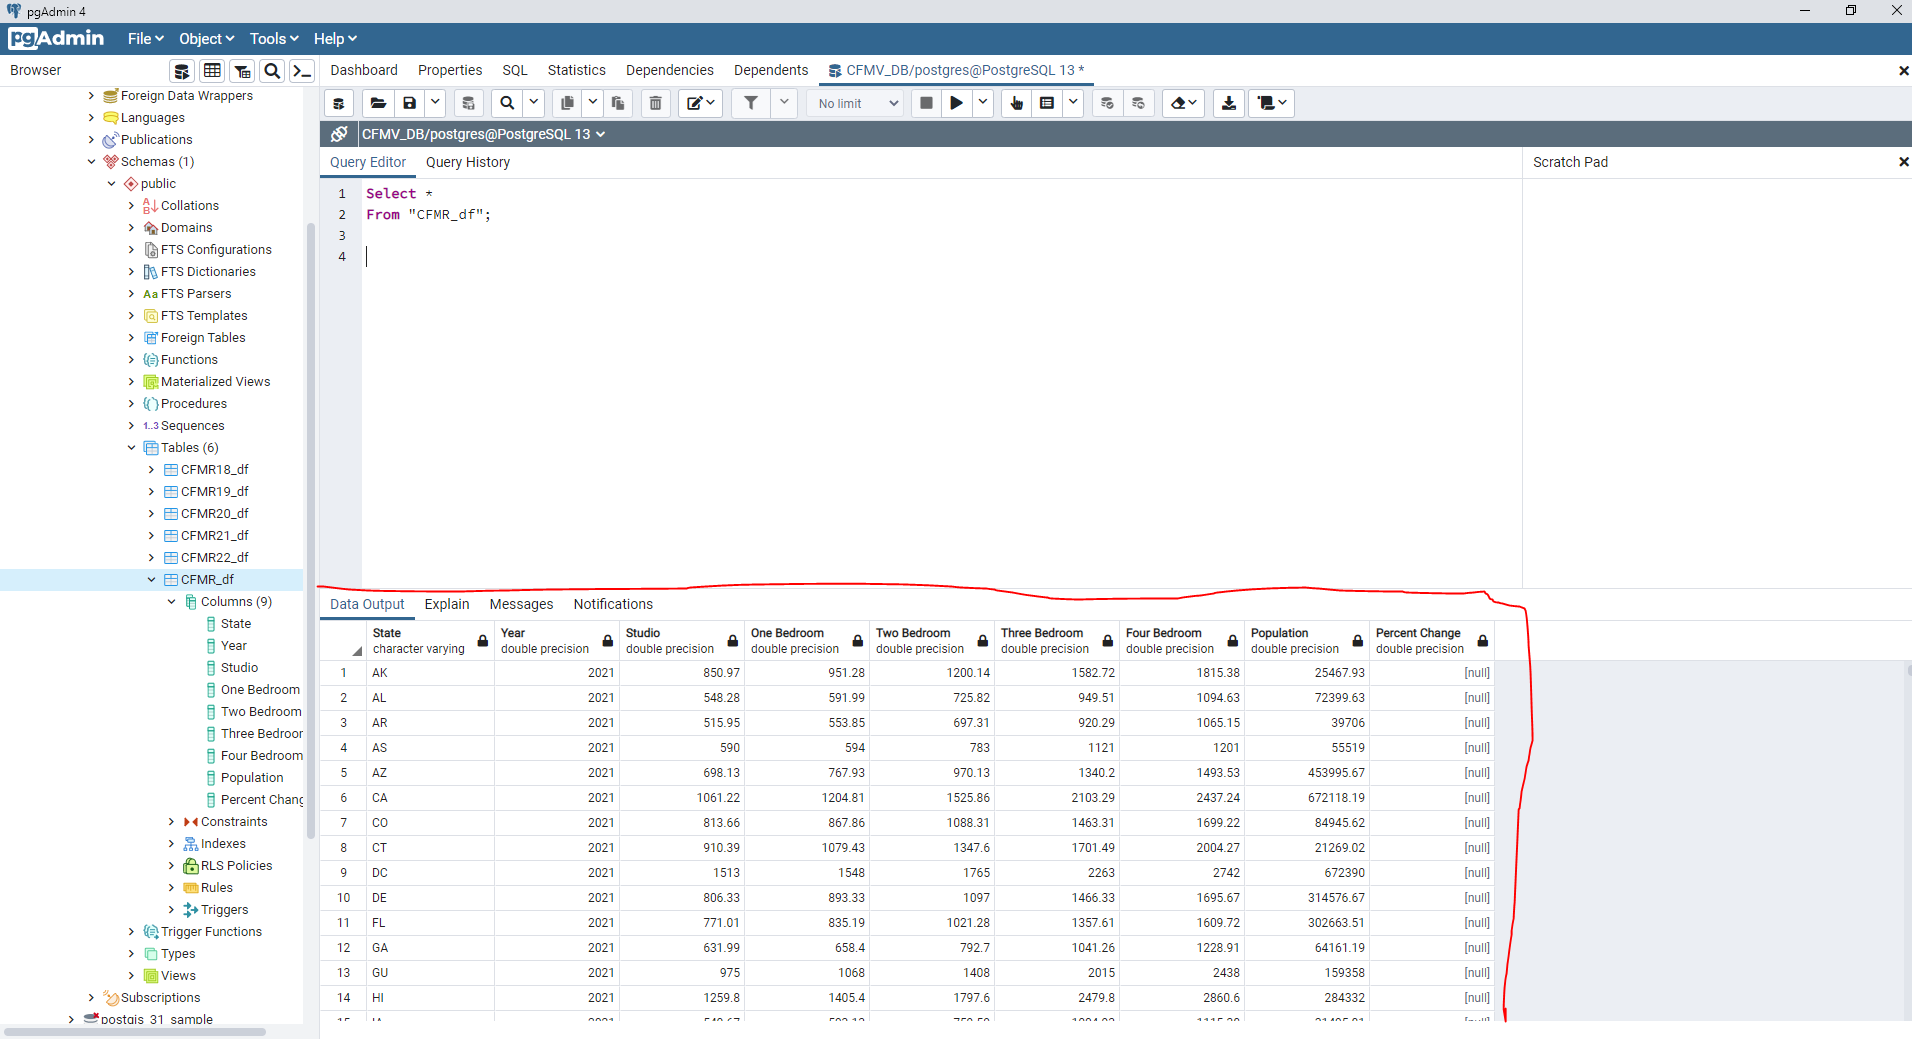 pgAdmin 4
pgAdmin File Object Tools Help
Browser
Dashboard Properties SQL Statistics Dependencies Dependents CFMV_DB/postgres@PostgreSQL 13 *
No limit
CFMV_DB/postgres@PostgreSQL 13
Query Editor Query History
Scratch Pad
Foreign Data Wrappers
Languages
Publications
Schemas (1)
public
Collations
Domains
FTS Configurations
FTS Dictionaries
Aa FTS Parsers
FTS Templates
Foreign Tables
Functions
Materialized Views
Procedures
1..3 Sequences
Tables (6)
CFMR18_df
CFMR19_df
CFMR20_df
CFMR21_df
CFMR22_df
CFMR_df
Columns (9)
State
Year
Studio
One Bedroom
Two Bedroom
Three Bedroor
Four Bedroom
Population
Percent Chang
Constraints
Indexes
RLS Policies
Rules
Triggers
Trigger Functions
Types
Views
Subscriptions
postgis_31_sample
1 Select *
2 From "CFMR_df";
3
4
Data Output Explain Messages Notifications
State Year Studio One Bedroom Two Bedroom Three Bedroom Four Bedroom Population Percent Change
character varying double precision double precision double precision double precision double precision double precision double precision double precision
1 AK 2021 850.97 951.28 1200.14 1582.72 1815.38 25467.93 [null]
2 AL 2021 548.28 591.99 725.82 949.51 1094.63 72399.63 [null]
3 AR 2021 515.95 553.85 697.31 920.29 1065.15 39706 [null]
4 AS 2021 590 594 783 1121 1201 55519 [null]
5 AZ 2021 698.13 767.93 970.13 1340.2 1493.53 453995.67 [null]
6 CA 2021 1061.22 1204.81 1525.86 2103.29 2437.24 672118.19 [null]
7 CO 2021 813.66 867.86 1088.31 1463.31 1699.22 84945.62 [null]
8 CT 2021 910.39 1079.43 1347.6 1701.49 2004.27 21269.02 [null]
9 DC 2021 1513 1548 1765 2263 2742 672390 [null]
10 DE 2021 806.33 893.33 1097 1466.33 1695.67 314576.67 [null]
11 FL 2021 771.01 835.19 1021.28 1357.61 1609.72 302663.51 [null]
12 GA 2021 631.99 658.4 792.7 1041.26 1228.91 64161.19 [null]
13 GU 2021 975 1068 1408 2015 2438 159358 [null]
14 HI 2021 1259.8 1405.4 1797.6 2479.8 2860.6 284332 [null]